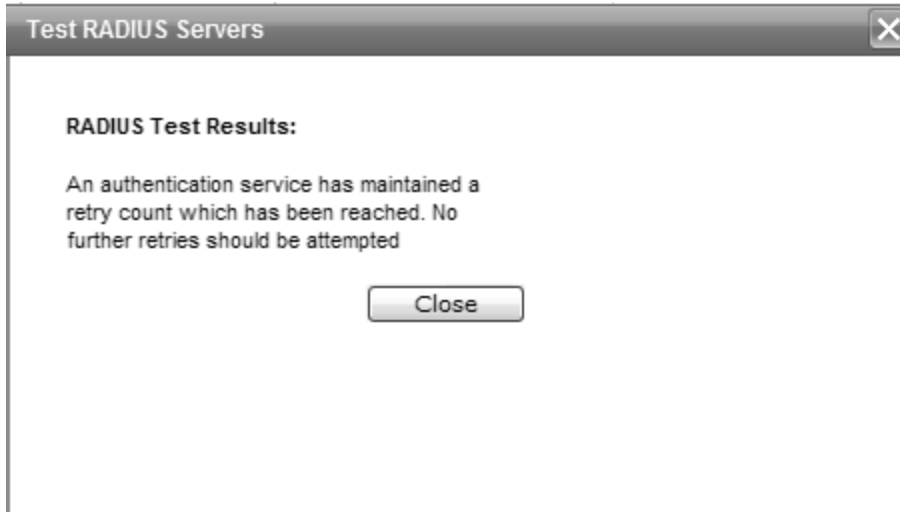 Test RADIUS Servers
RADIUS Test Results:
An authentication service has maintained a
retry count which has been reached. No
further retries should be attempted
Close